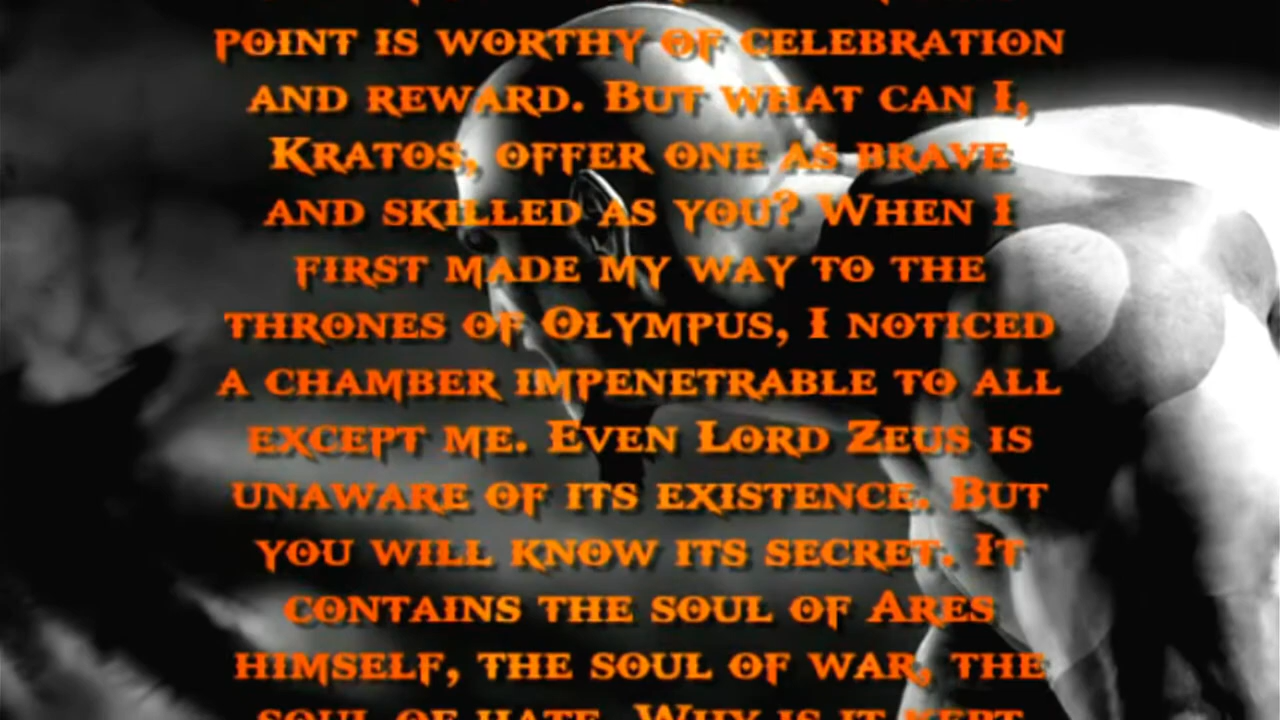 POINT IS WORTHY OF CELEBRATION
AND REWARD. BUT WHAT CAN I,
KRATOS, OFFER ONE AS BRAVE
AND SKILLED AS YOU? WHEN I
FIRST MADE MY WAY TO THE
THRONES OF OLYMPUS, I NOTICED
A CHAMBER IMPENETRABLE TO ALL
EXCEPT ME. EVEN LORD ZEUS IS
UNAWARE OF ITS EXISTENCE. BUT
YOU WILL KNOW ITS SECRET. IT
CONTAINS THE SOUL OF ARES
HIMSELF, THE SOUL OF WAR, THE
SOUL OF HATE. WHY IS IT KEPT